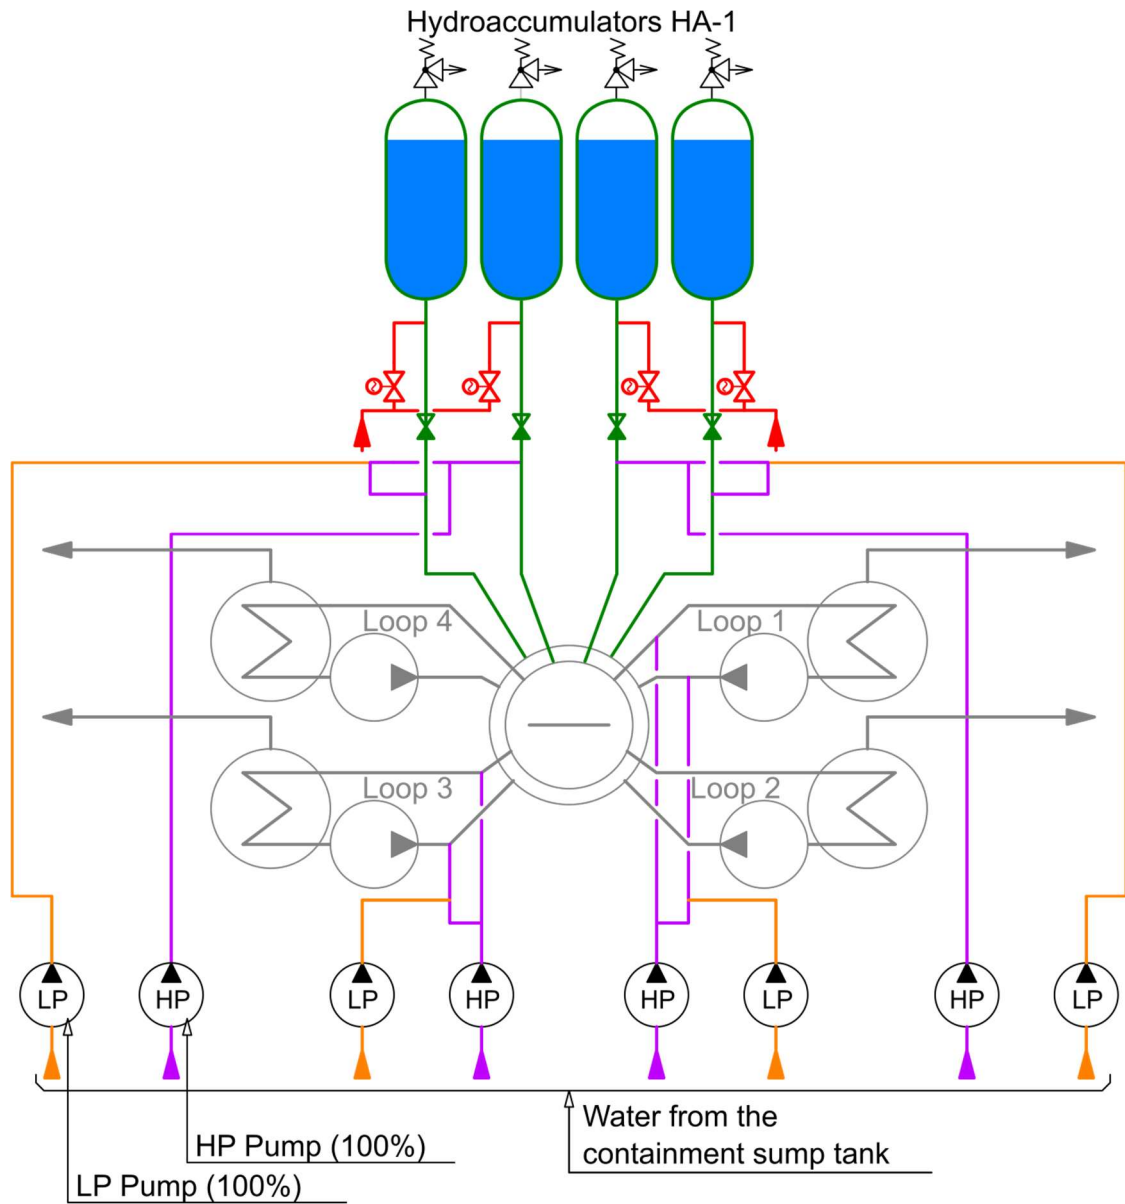 Hydroaccumulators HA-1
Loop 4
Loop 1
Loop 3
Loop 2
LP
HP
LP
HP
HP
LP
HP
LP
Water from the
containment sump tank
HP Pump (100%)
LP Pump (100%)